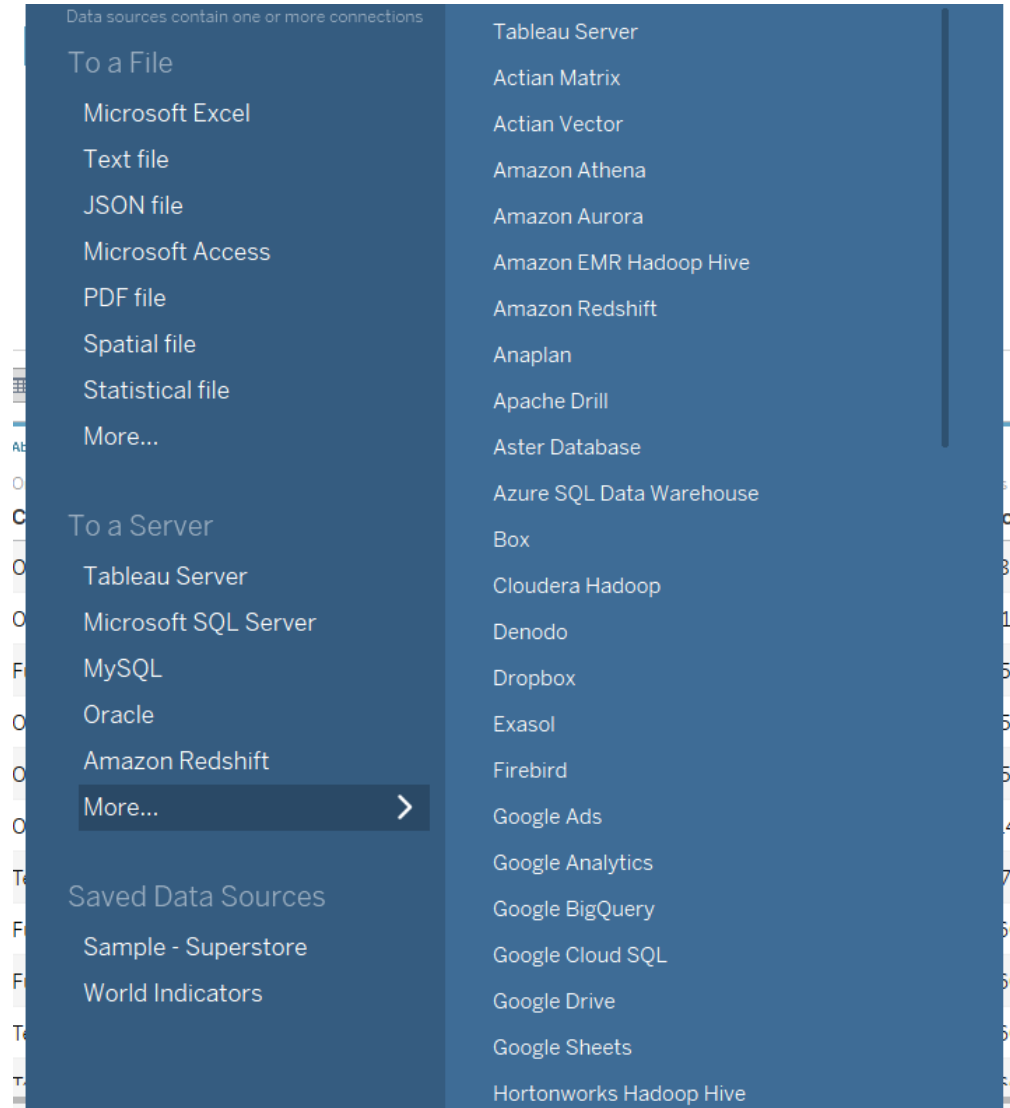 Data sources contain one or more connections
To a File
Microsoft Excel
Text file
JSON file
Microsoft Access
PDF file
Spatial file
Statistical file
More...
To a Server
Tableau Server
Microsoft SQL Server
MySQL
Oracle
Amazon Redshift
More...
Saved Data Sources
Sample - Superstore
World Indicators
Tableau Server
Actian Matrix
Actian Vector
Amazon Athena
Amazon Aurora
Amazon EMR Hadoop Hive
Amazon Redshift
Anaplan
Apache Drill
Aster Database
Azure SQL Data Warehouse
Box
Cloudera Hadoop
Denodo
Dropbox
Exasol
Firebird
Google Ads
Google Analytics
Google BigQuery
Google Cloud SQL
Google Drive
Google Sheets
Hortonworks Hadoop Hive